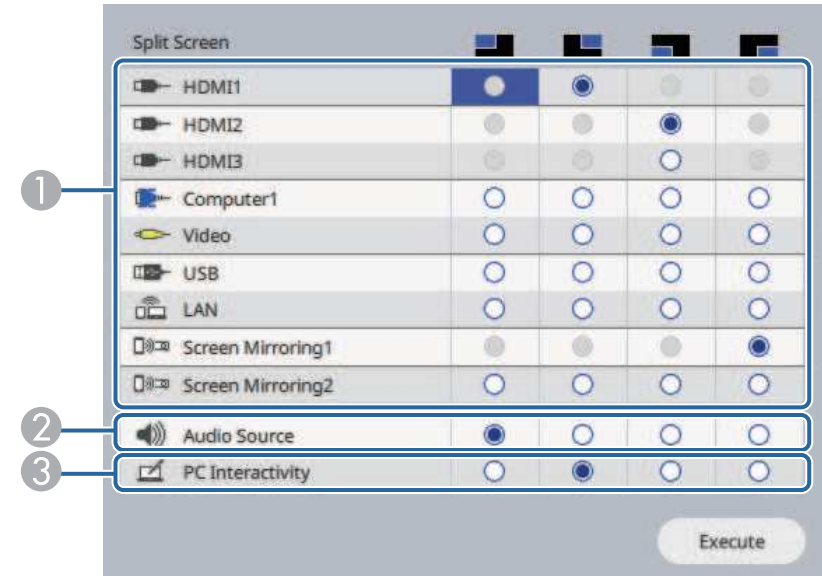 Split Screen
HDMI1
HDMI2
HDMI3
1
Computer1
Video
USB
LAN
Screen Mirroring1
Screen Mirroring2
2
Audio Source
3
PC Interactivity
Execute